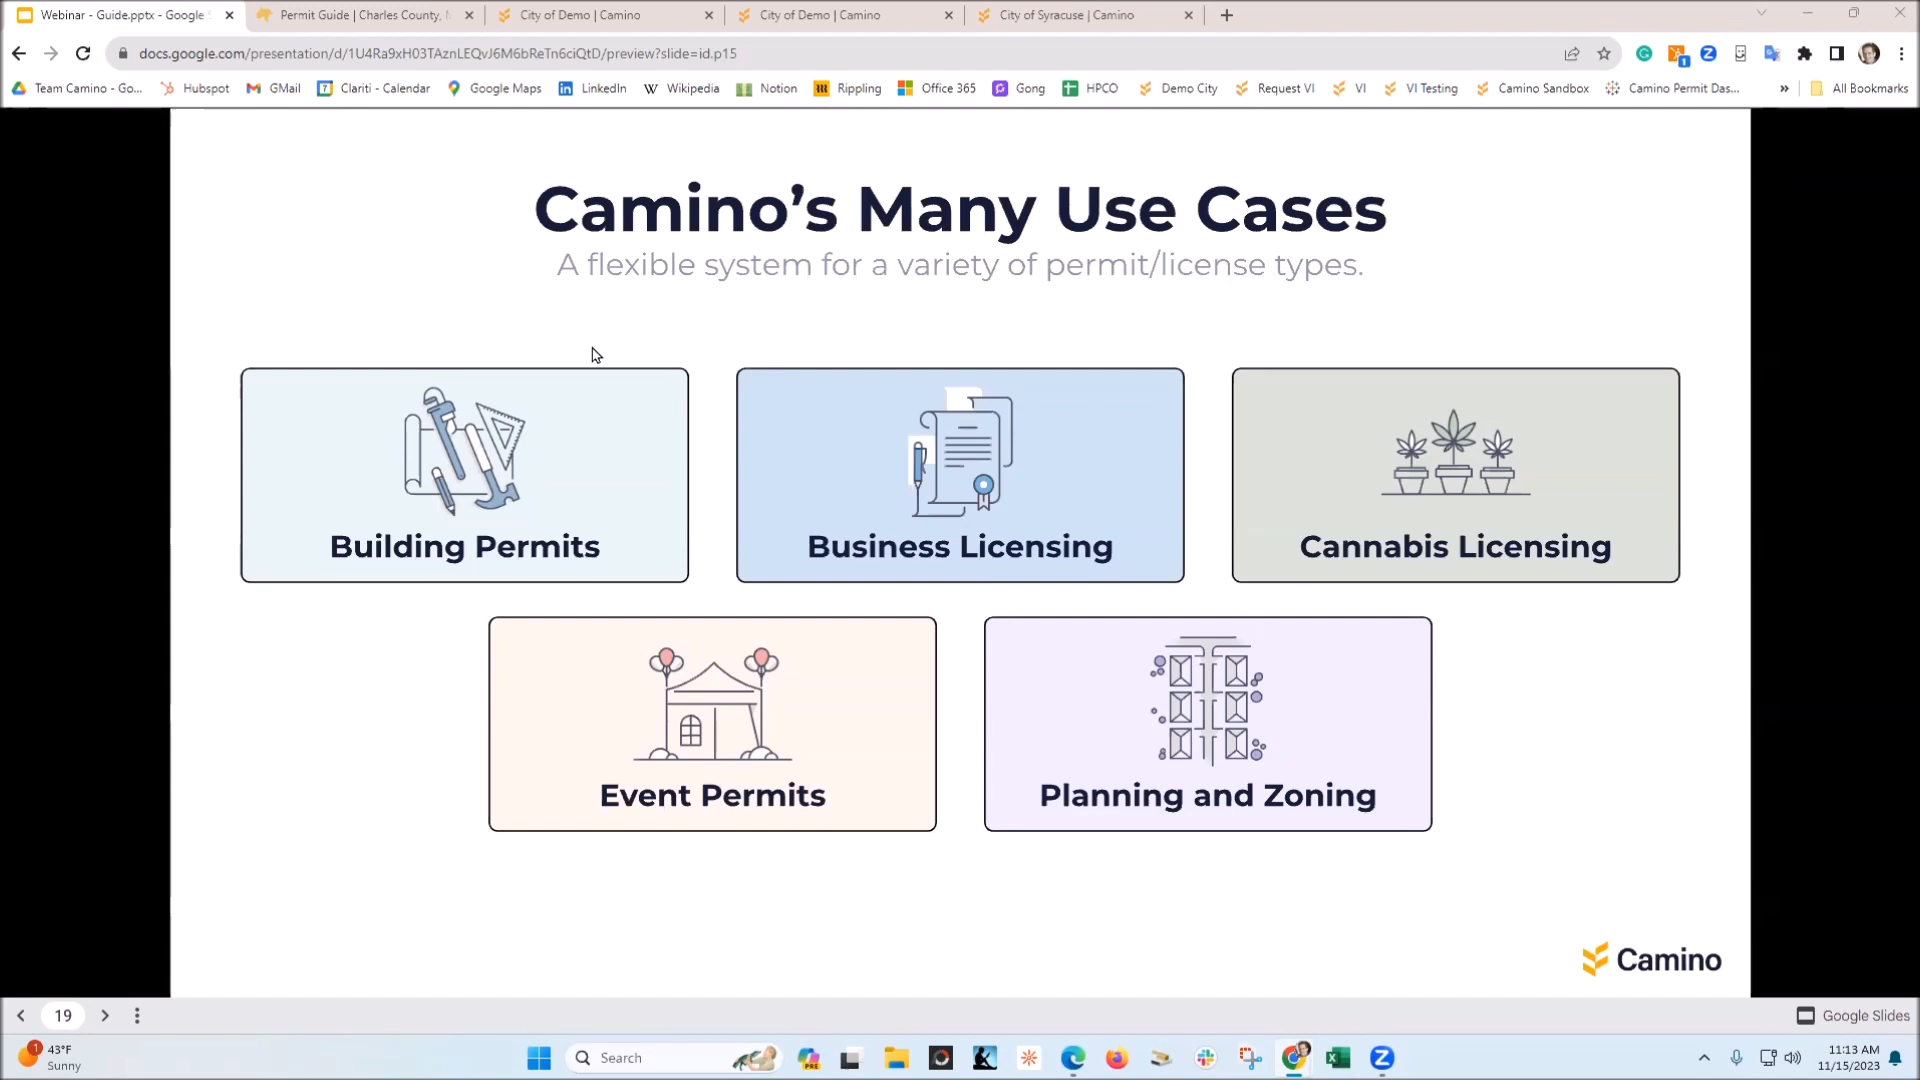 Webinar - Guide.pptx - Google S
Permit Guide | Charles County, M
City of Demo | Camino
City of Demo | Camino
City of Syracuse | Camino
docs.google.com/presentation/d/1U4Ra9xH03TAznLEQvJ6M6bReTn6ciQtD/preview?slide=id.p15
Team Camino - Go...
Hubspot
GMail
Clariti - Calendar
Google Maps
LinkedIn
Wikipedia
Notion
Rippling
Office 365
Gong
HPCO
Demo City
Request VI
VI
VI Testing
Camino Sandbox
Camino Permit Das...
All Bookmarks
Camino's Many Use Cases
A flexible system for a variety of permit/license types.
Building Permits
Business Licensing
Cannabis Licensing
Event Permits
Planning and Zoning
Camino
19
Google Slides
1
43°F
Sunny
Search
PRE
11:13 AM
11/15/2023